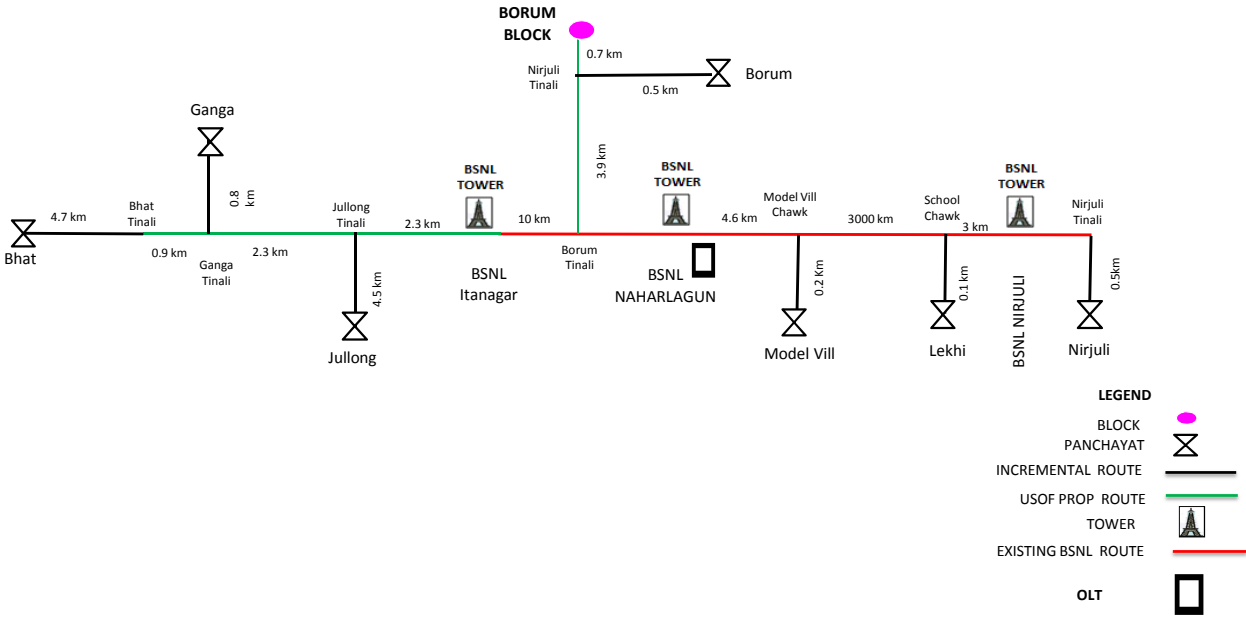 BORUM
BLOCK
0.7 km
Nirjuli
Tinali
0.5 km
Borum
Ganga
3.9 km
BSNL
TOWER
BSNL
TOWER
BSNL
TOWER
0.8
km
4.7 km
Bhat
Tinali
Jullong
Tinali
2.3 km
10 km
4.6 km
Model Vill
Chawk
3000 km
School
Chawk
3 km
Nirjuli
Tinali
Bhat
0.9 km
Ganga
Tinali
2.3 km
4.5 km
BSNL
Itanagar
Borum
Tinali
BSNL
NAHARLAGUN
0.2 Km
0.1 km
BSNL NIRJULI
0.5km
Jullong
Model Vill
Lekhi
Nirjuli
LEGEND
BLOCK
PANCHAYAT
INCREMENTAL ROUTE
USOF PROP ROUTE
TOWER
EXISTING BSNL ROUTE
OLT